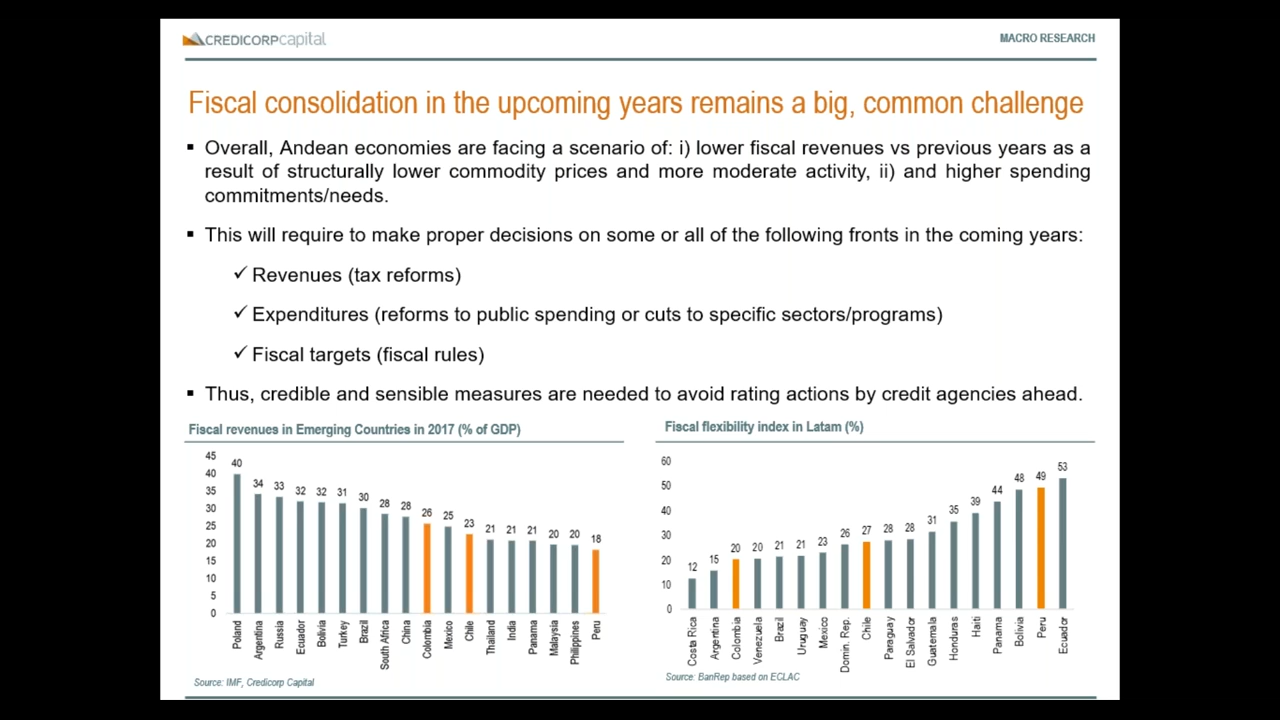 CREDICORPcapital
MACRO RESEARCH
Fiscal consolidation in the upcoming years remains a big, common challenge
▪ Overall, Andean economies are facing a scenario of: i) lower fiscal revenues vs previous years as a
result of structurally lower commodity prices and more moderate activity, ii) and higher spending
commitments/needs.
▪ This will require to make proper decisions on some or all of the following fronts in the coming years:
✓ Revenues (tax reforms)
✓ Expenditures (reforms to public spending or cuts to specific sectors/programs)
✓ Fiscal targets (fiscal rules)
▪ Thus, credible and sensible measures are needed to avoid rating actions by credit agencies ahead.
Fiscal revenues in Emerging Countries in 2017 (% of GDP)
45
40
35
30
25
20
15
10
5
0
40 34 33 32 32 31 30 28 28 26 25 23 21 21 21 20 20 18
Poland Argentina Russia Ecuador Bolivia Turkey Brazil South Africa China Colombia Mexico Chile Thailand India Panama Malaysia Philippines Peru
Source: IMF, Credicorp Capital
Fiscal flexibility index in Latam (%)
60
50
40
30
20
10
0
12 15 20 20 21 21 23 26 27 28 28 31 35 39 44 48 49 53
Costa Rica Argentina Colombia Venezuela Brazil Uruguay Mexico Domin. Rep. Chile Paraguay El Salvador Guatemala Honduras Haiti Panama Bolivia Peru Ecuador
Source: BanRep based on ECLAC